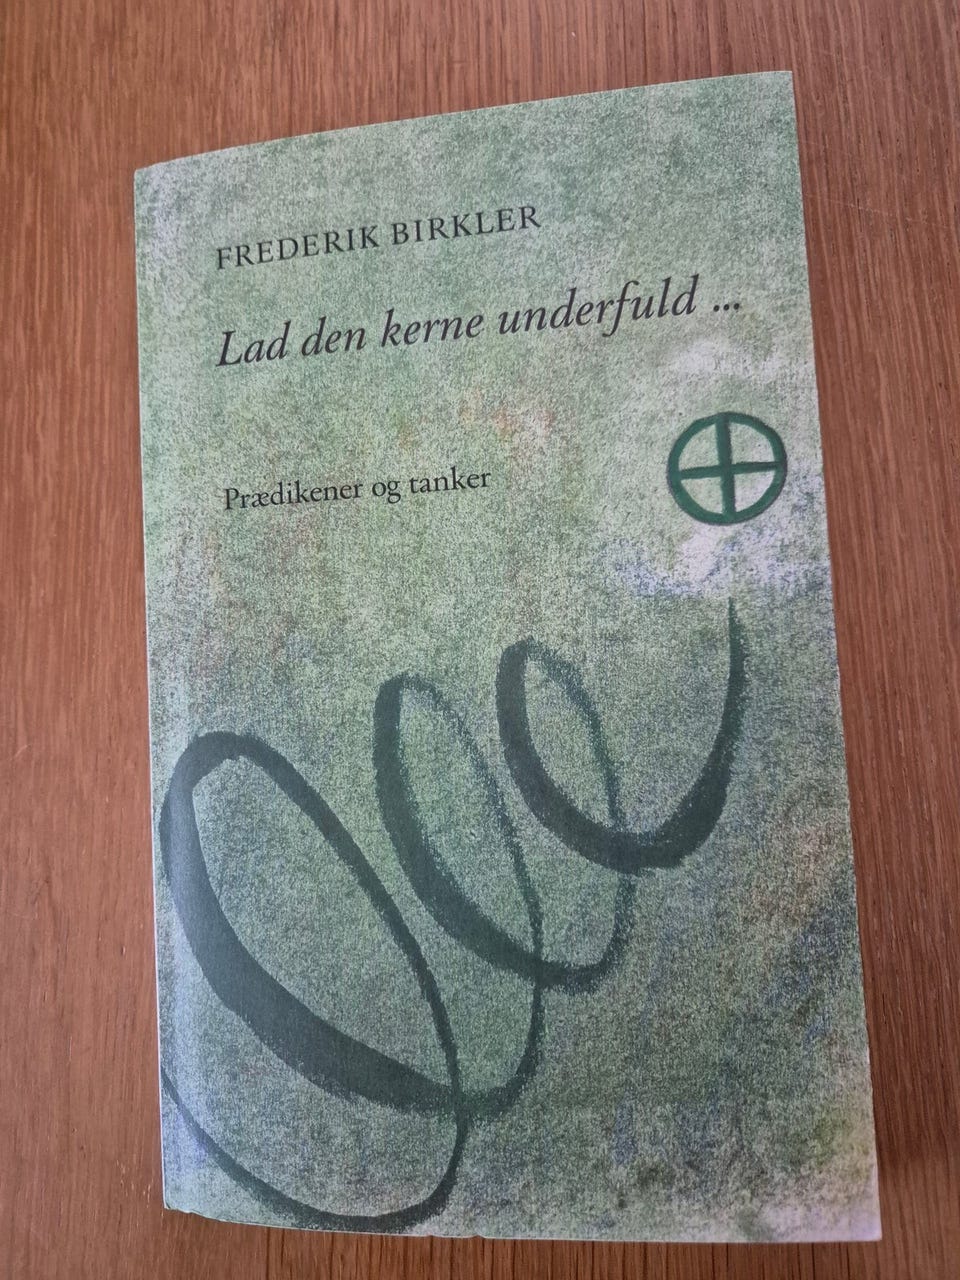 FREDERIK BIRKLER
Lad den kerne underfuld ...
Prædikener og tanker